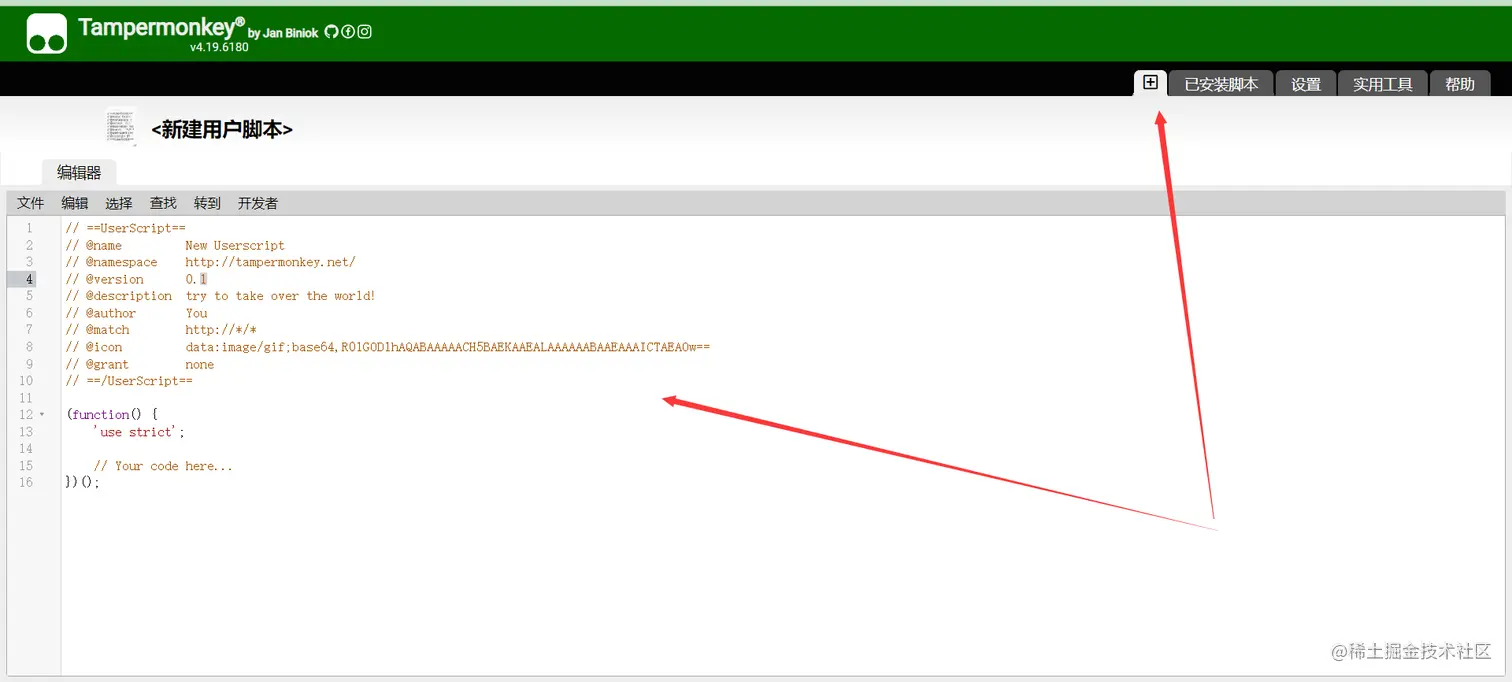 Tampermonkey® by Jan Biniok
v4.19.6180
已安装脚本 设置 实用工具 帮助
<新建用户脚本>
编辑器
文件 编辑 选择 查找 转到 开发者
1 // ==UserScript==
2 // @name New Userscript
3 // @namespace http://tampermonkey.net/
4 // @version 0.1
5 // @description try to take over the world!
6 // @author You
7 // @match http://*/*
8 // @icon data:image/gif;base64,R0lGODlhAQABAAAAACH5BAEKAAEALAAAAAABAAEAAAICTAEAOw==
9 // @grant none
10 // ==/UserScript==
11
12 (function() {
13 'use strict';
14
15 // Your code here...
16 })();
@稀土掘金技术社区